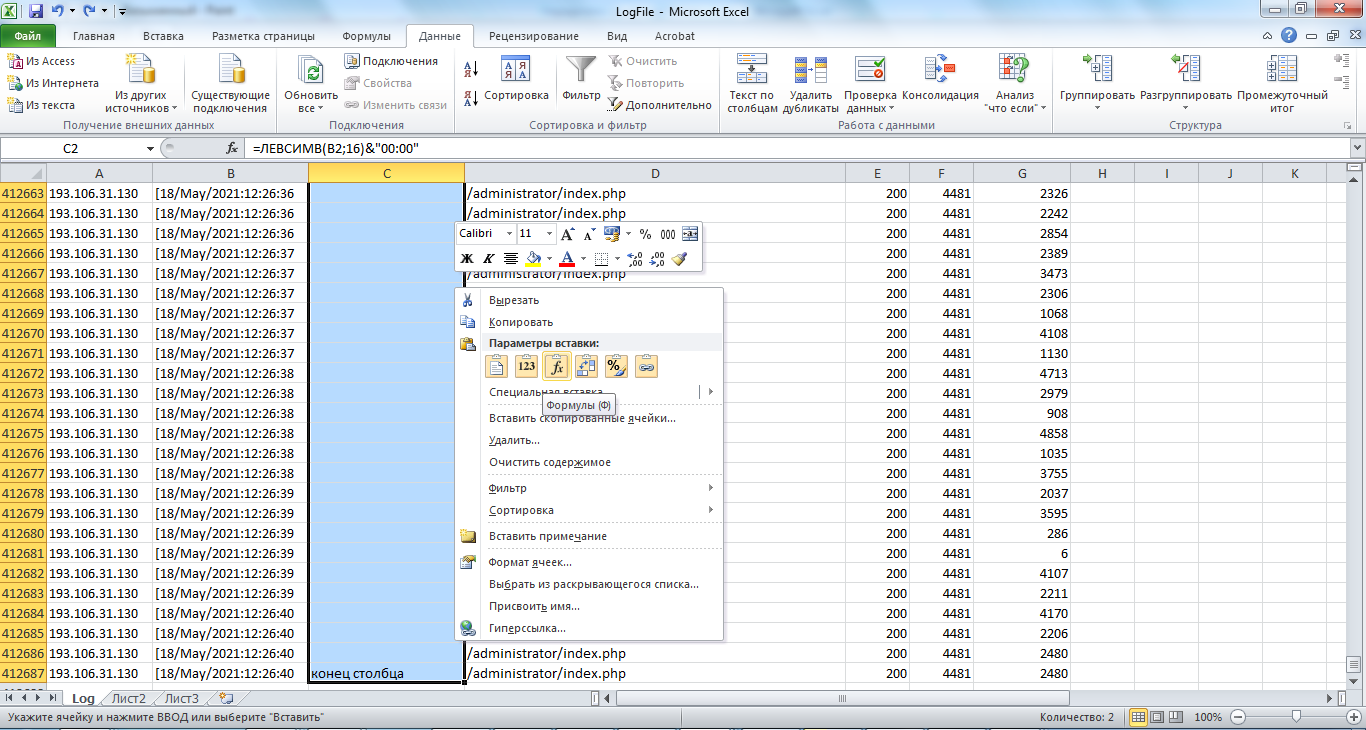 LogFile - Microsoft Excel
Файл Главная Вставка Разметка страницы Формулы Данные Рецензирование Вид Acrobat
Из Access
Из Интернета
Из текста
Из других источников
Существующие подключения
Получение внешних данных
Обновить все
Подключения
Свойства
Изменить связи
Подключения
Сортировка
Фильтр
Очистить
Повторить
Дополнительно
Сортировка и фильтр
Текст по столбцам
Удалить дубликаты
Проверка данных
Консолидация
Анализ "что если"
Работа с данными
Группировать
Разгруппировать
Промежуточный итог
Структура
C2 fx =ЛЕВСИМВ(B2;16)&"00:00"
A B C D E F G H I J K
412663 193.106.31.130 [18/May/2021:12:26:36 /administrator/index.php 200 4481 2326
412664 193.106.31.130 [18/May/2021:12:26:36 /administrator/index.php 200 4481 2242
412665 193.106.31.130 [18/May/2021:12:26:36 200 4481 2854
412666 193.106.31.130 [18/May/2021:12:26:37 200 4481 2389
412667 193.106.31.130 [18/May/2021:12:26:37 /administrator/index.php 200 4481 3473
412668 193.106.31.130 [18/May/2021:12:26:37 200 4481 2306
412669 193.106.31.130 [18/May/2021:12:26:37 200 4481 1068
412670 193.106.31.130 [18/May/2021:12:26:37 200 4481 4108
412671 193.106.31.130 [18/May/2021:12:26:37 200 4481 1130
412672 193.106.31.130 [18/May/2021:12:26:38 200 4481 4713
412673 193.106.31.130 [18/May/2021:12:26:38 200 4481 2979
412674 193.106.31.130 [18/May/2021:12:26:38 200 4481 908
412675 193.106.31.130 [18/May/2021:12:26:38 200 4481 4858
412676 193.106.31.130 [18/May/2021:12:26:38 200 4481 1035
412677 193.106.31.130 [18/May/2021:12:26:38 200 4481 3755
412678 193.106.31.130 [18/May/2021:12:26:39 200 4481 2037
412679 193.106.31.130 [18/May/2021:12:26:39 200 4481 3595
412680 193.106.31.130 [18/May/2021:12:26:39 200 4481 286
412681 193.106.31.130 [18/May/2021:12:26:39 200 4481 6
412682 193.106.31.130 [18/May/2021:12:26:39 200 4481 4107
412683 193.106.31.130 [18/May/2021:12:26:39 200 4481 2211
412684 193.106.31.130 [18/May/2021:12:26:40 200 4481 4170
412685 193.106.31.130 [18/May/2021:12:26:40 200 4481 2206
412686 193.106.31.130 [18/May/2021:12:26:40 /administrator/index.php 200 4481 2480
412687 193.106.31.130 [18/May/2021:12:26:40 конец столбца /administrator/index.php 200 4481 2480
Calibri 11 % 000
Ж К A
Вырезать
Копировать
Параметры вставки:
123 fx %
Специальная вставка
Формулы (Ф)
Вставить скопированные ячейки...
Удалить...
Очистить содержимое
Фильтр
Сортировка
Вставить примечание
Формат ячеек...
Выбрать из раскрывающегося списка...
Присвоить имя...
Гиперссылка...
Log Лист2 Лист3
Укажите ячейку и нажмите ВВОД или выберите "Вставить" Количество: 2 100%